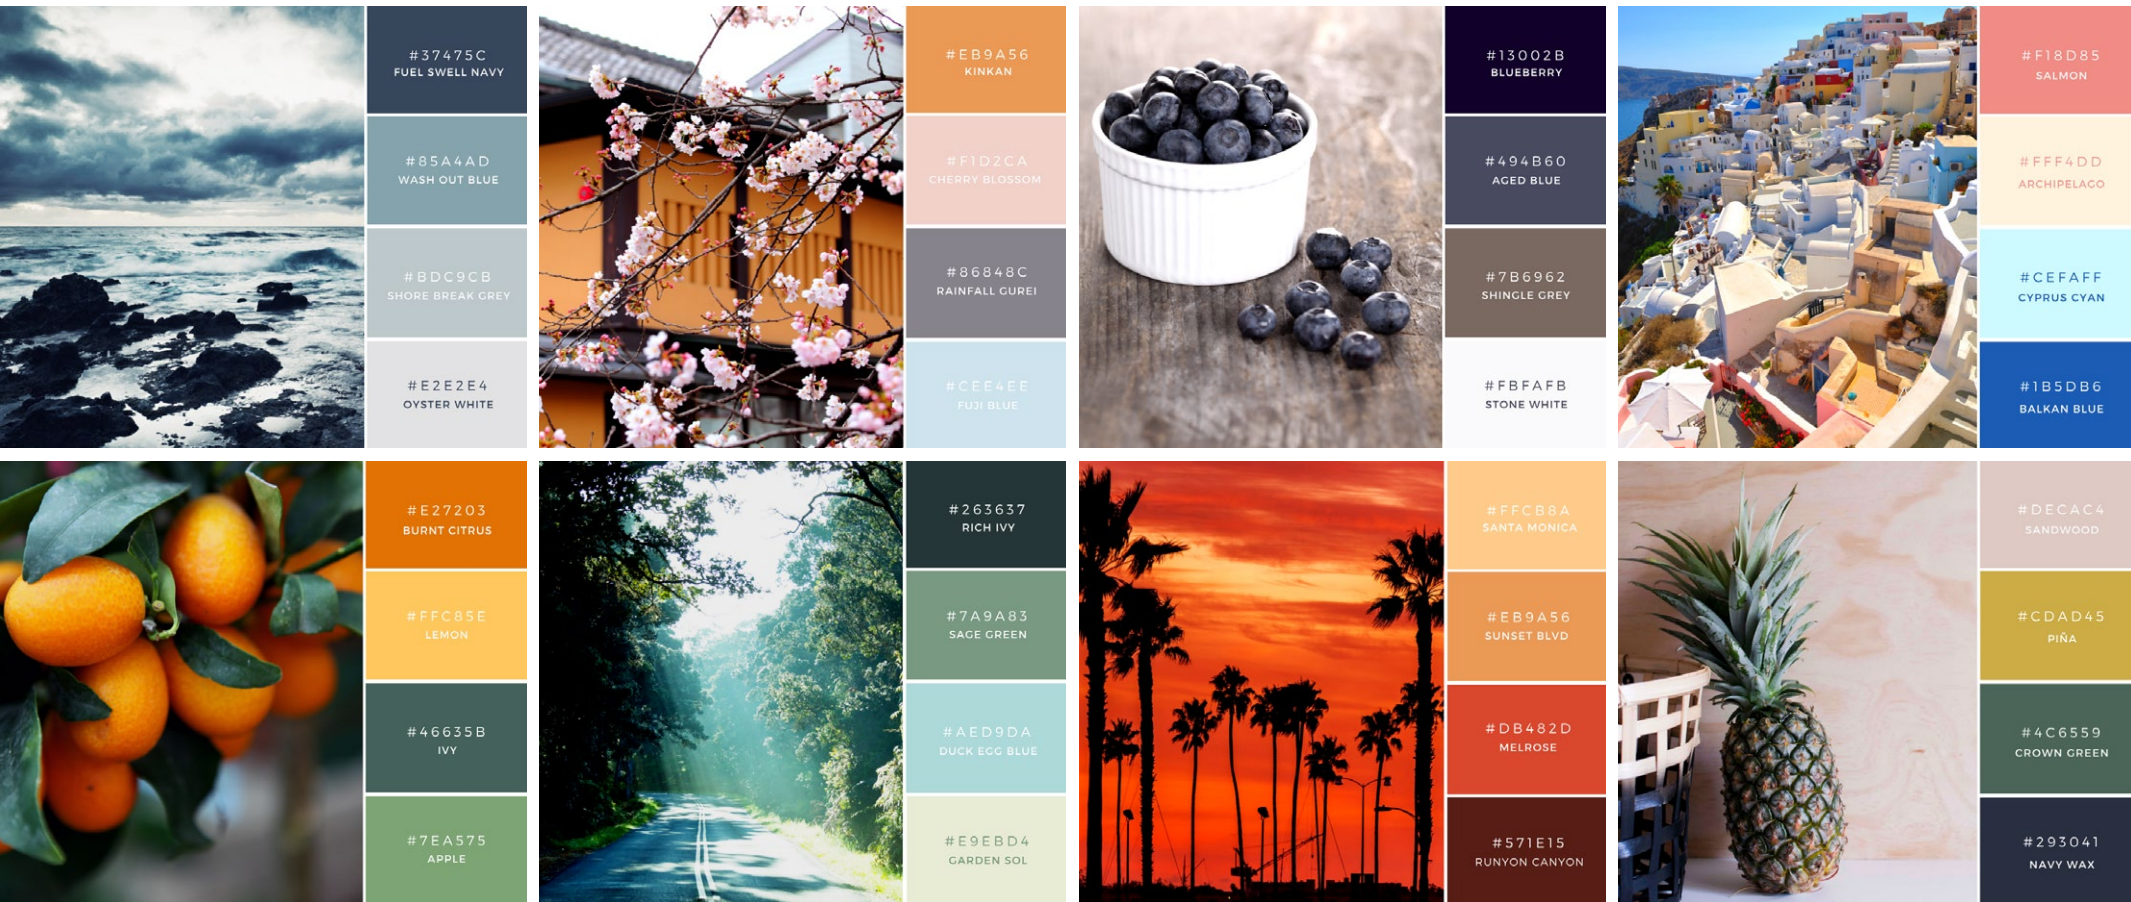 #37475C
FUEL SWELL NAVY
#85A4AD
WASH OUT BLUE
#BDC9CB
SHORE BREAK GREY
#E2E2E4
OYSTER WHITE
#EB9A56
KINKAN
#F1D2CA
CHERRY BLOSSOM
#86848C
RAINFALL GUREI
#CEE4EE
FUJI BLUE
#13002B
BLUEBERRY
#494B60
AGED BLUE
#7B6962
SHINGLE GREY
#FBFAFB
STONE WHITE
#F18D85
SALMON
#FFF4DD
ARCHIPELAGO
#CEFAFF
CYPRUS CYAN
#1B5DB6
BALKAN BLUE
#E27203
BURNT CITRUS
#FFC85E
LEMON
#46635B
IVY
#7EA575
APPLE
#263637
RICH IVY
#7A9A83
SAGE GREEN
#AED9DA
DUCK EGG BLUE
#E9EBD4
GARDEN SOL
#FFCB8A
SANTA MONICA
#EB9A56
SUNSET BLVD
#DB482D
MELROSE
#571E15
RUNYON CANYON
#DECAC4
SANDWOOD
#CDAD45
PIÑA
#4C6559
CROWN GREEN
#293041
NAVY WAX